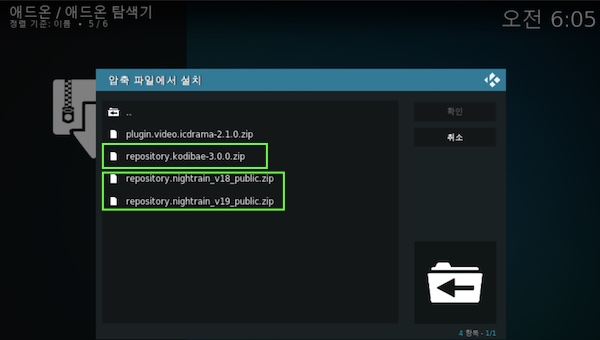 애드온 / 애드온 탐색기
정렬 기준: 이름 • 5 / 6
오전 6:05
압축 파일에서 설치
..
plugin.video.icdrama-2.1.0.zip
repository.kodibae-3.0.0.zip
repository.nightrain_v18_public.zip
repository.nightrain_v19_public.zip
확인
취소
4 항목 - 1/1